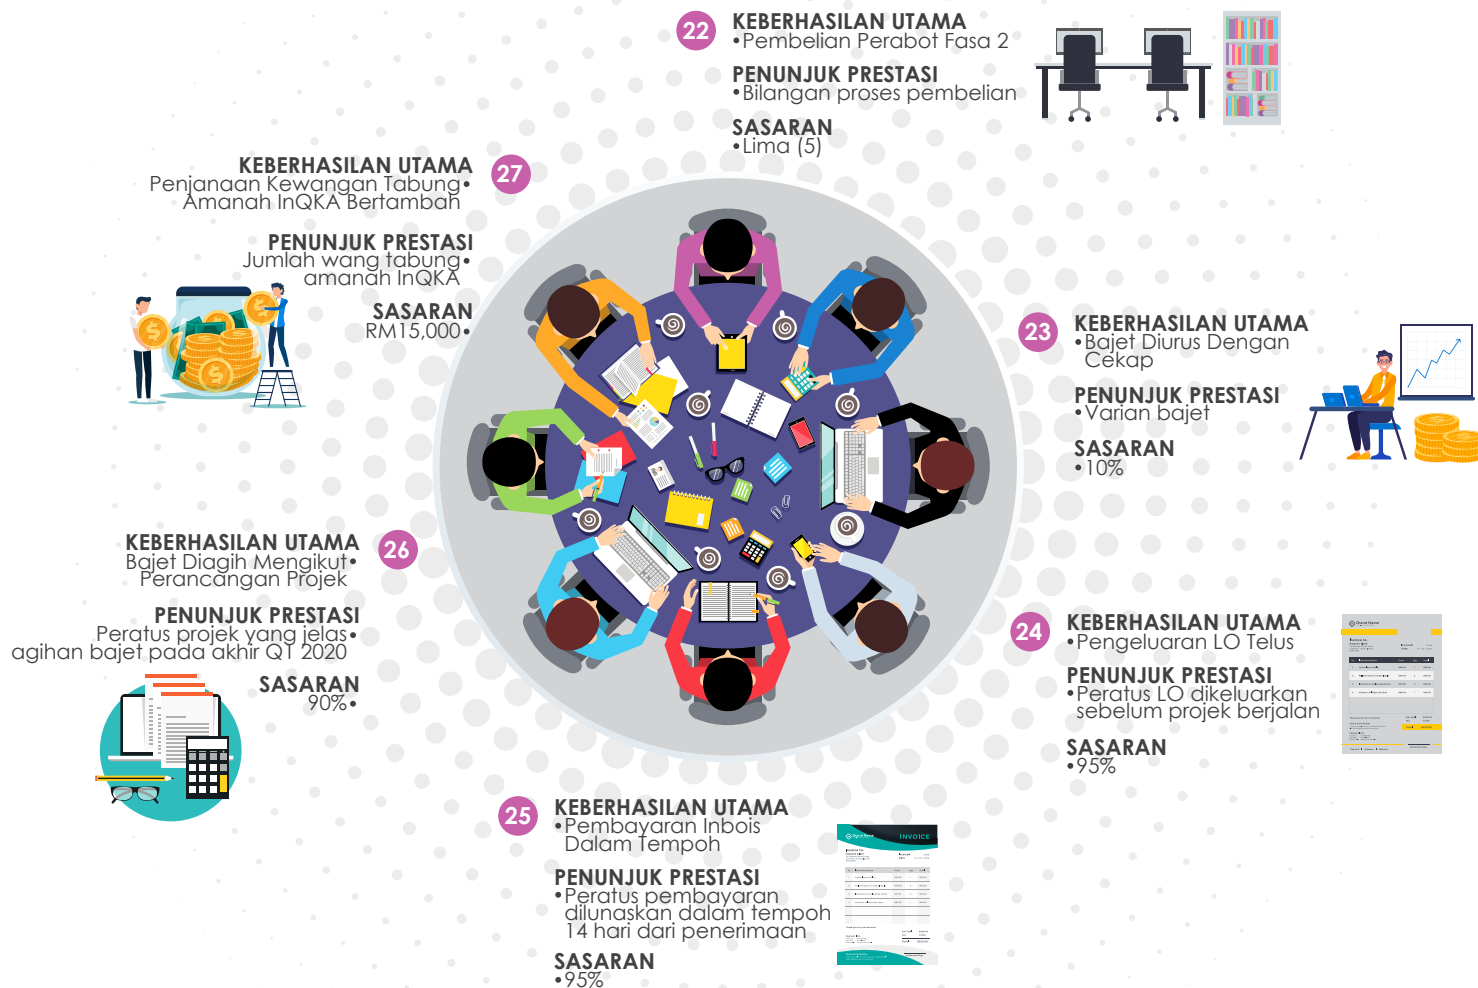 22
KEBERHASILAN UTAMA
•Pembelian Perabot Fasa 2
PENUNJUK PRESTASI
•Bilangan proses pembelian
SASARAN
•Lima (5)
23
KEBERHASILAN UTAMA
•Bajet Diurus Dengan
Cekap
PENUNJUK PRESTASI
•Varian bajet
SASARAN
•10%
24
KEBERHASILAN UTAMA
•Pengeluaran LO Telus
PENUNJUK PRESTASI
•Peratus LO dikeluarkan
sebelum projek berjalan
SASARAN
•95%
25
KEBERHASILAN UTAMA
•Pembayaran Inbois
Dalam Tempoh
PENUNJUK PRESTASI
•Peratus pembayaran
dilunaskan dalam tempoh
14 hari dari penerimaan
SASARAN
•95%
INVOICE
26
KEBERHASILAN UTAMA
Bajet Diagih Mengikut•
Perancangan Projek
PENUNJUK PRESTASI
Peratus projek yang jelas•
agihan bajet pada akhir QT 2020
SASARAN
90%•
27
KEBERHASILAN UTAMA
Penjanaan Kewangan Tabung•
Amanah InQKA Bertambah
PENUNJUK PRESTASI
Jumlah wang tabung•
amanah InQKA
SASARAN
RM15,000•